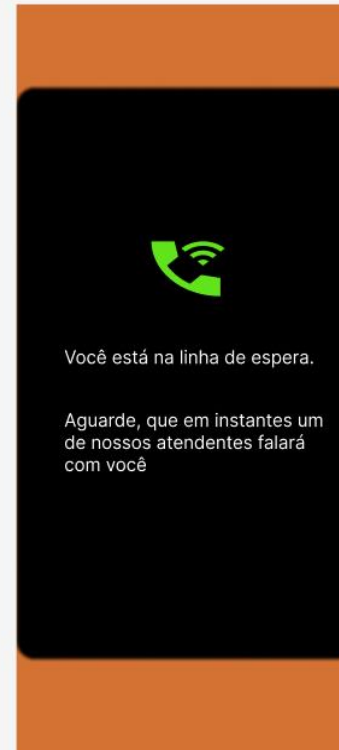 Você está na linha de espera.
Aguarde, que em instantes um
de nossos atendentes falará
com você